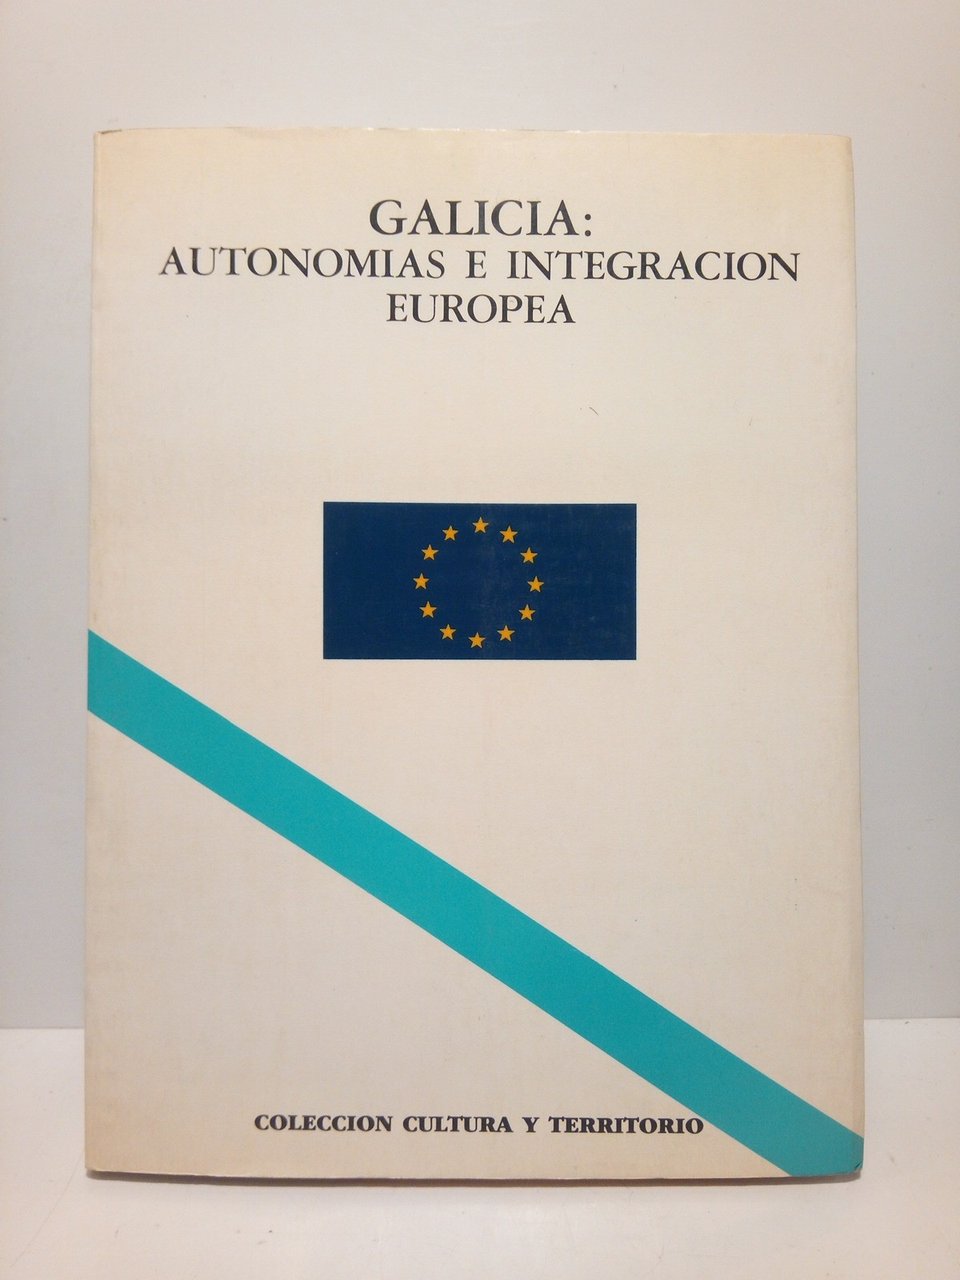 GALICIA:
AUTONOMIAS E INTEGRACION
EUROPEA
COLECCION CULTURA Y TERRITORIO